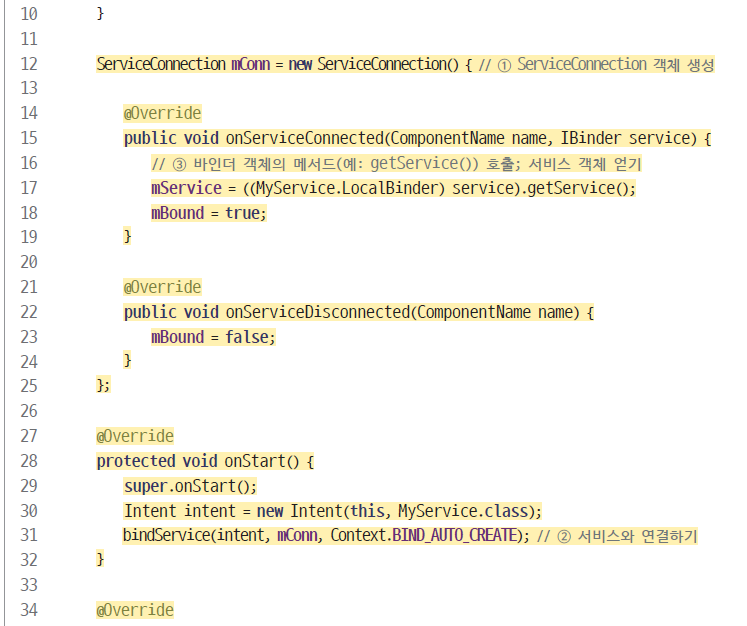 10 }
11
12 ServiceConnection mConn = new ServiceConnection() { // ① ServiceConnection 객체 생성
13
14 @Override
15 public void onServiceConnected(ComponentName name, IBinder service) {
16 // ③ 바인더 객체의 메서드(예: getService()) 호출; 서비스 객체 얻기
17 mService = ((MyService.LocalBinder) service).getService();
18 mBound = true;
19 }
20
21 @Override
22 public void onServiceDisconnected(ComponentName name) {
23 mBound = false;
24 }
25 };
26
27 @Override
28 protected void onStart() {
29 super.onStart();
30 Intent intent = new Intent(this, MyService.class);
31 bindService(intent, mConn, Context.BIND_AUTO_CREATE); // ② 서비스와 연결하기
32 }
33
34 @Override